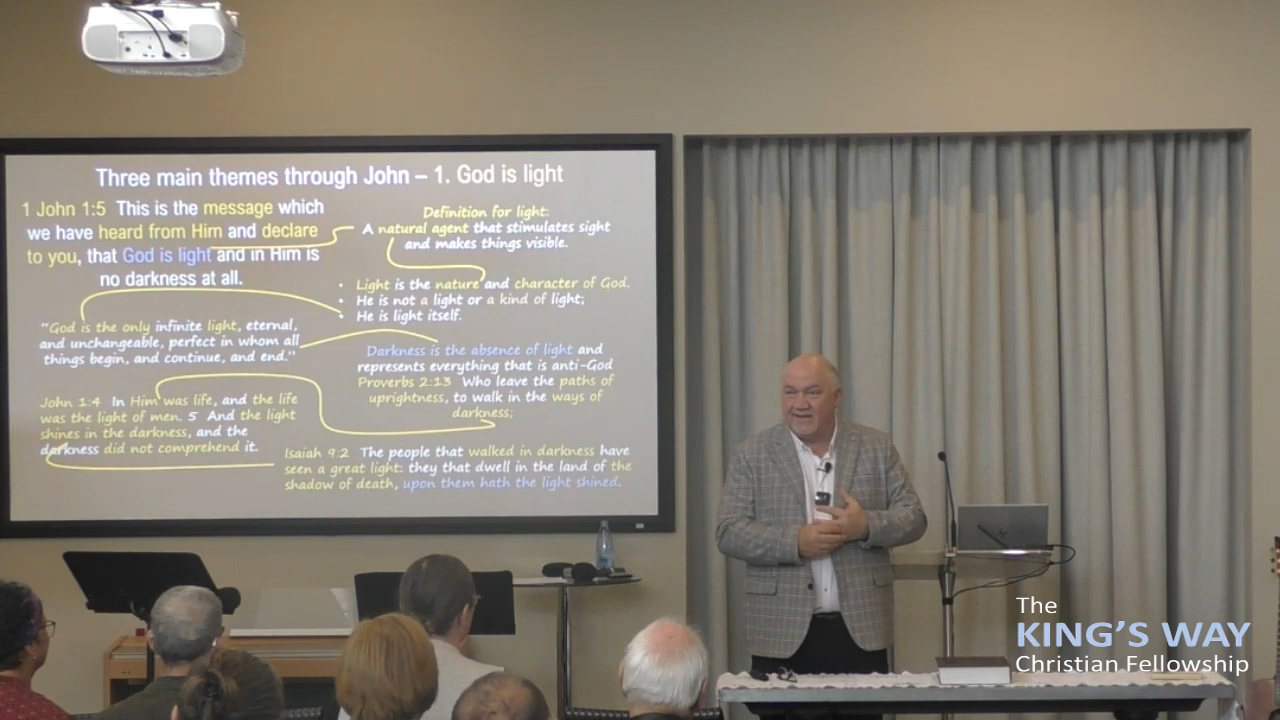 Three main themes through John – 1. God is light
1 John 1:5 This is the message which
we have heard from Him and declare
to you, that God is light and in Him is
no darkness at all.
Definition for light:
A natural agent that stimulates sight
and makes things visible.
• Light is the nature and character of God.
• He is not a light or a kind of light;
• He is light itself.
"God is the only infinite light, eternal,
and unchangeable, perfect in whom all
things begin, and continue, and end."
Darkness is the absence of light and
represents everything that is anti-God
Proverbs 2:13 Who leave the paths of
uprightness, to walk in the ways of
darkness;
John 1:4 In Him was life, and the life
was the light of men. 5 And the light
shines in the darkness, and the
darkness did not comprehend it.
Isaiah 9:2 The people that walked in darkness have
seen a great light: they that dwell in the land of the
shadow of death, upon them hath the light shined.
The
KING'S WAY
Christian Fellowship